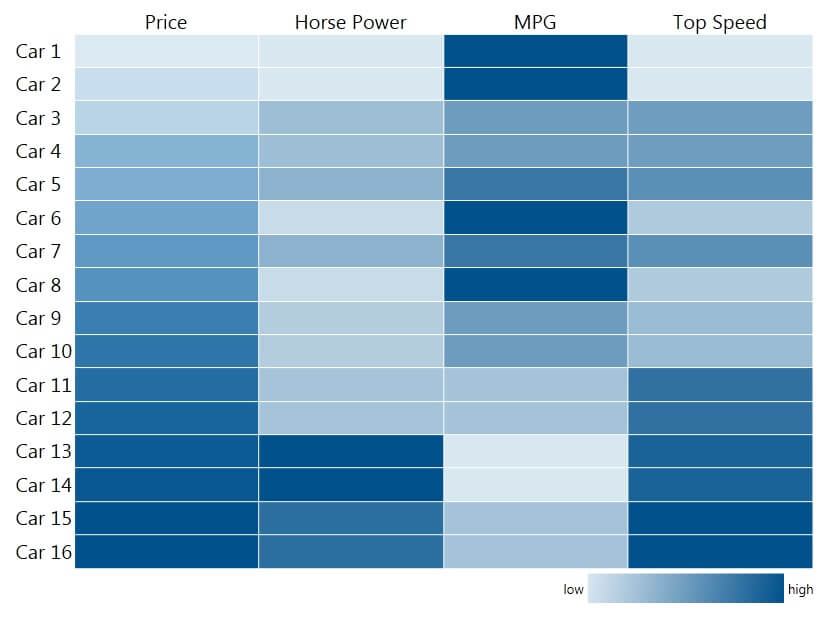 Price Horse Power MPG Top Speed
Car 1
Car 2
Car 3
Car 4
Car 5
Car 6
Car 7
Car 8
Car 9
Car 10
Car 11
Car 12
Car 13
Car 14
Car 15
Car 16
low high